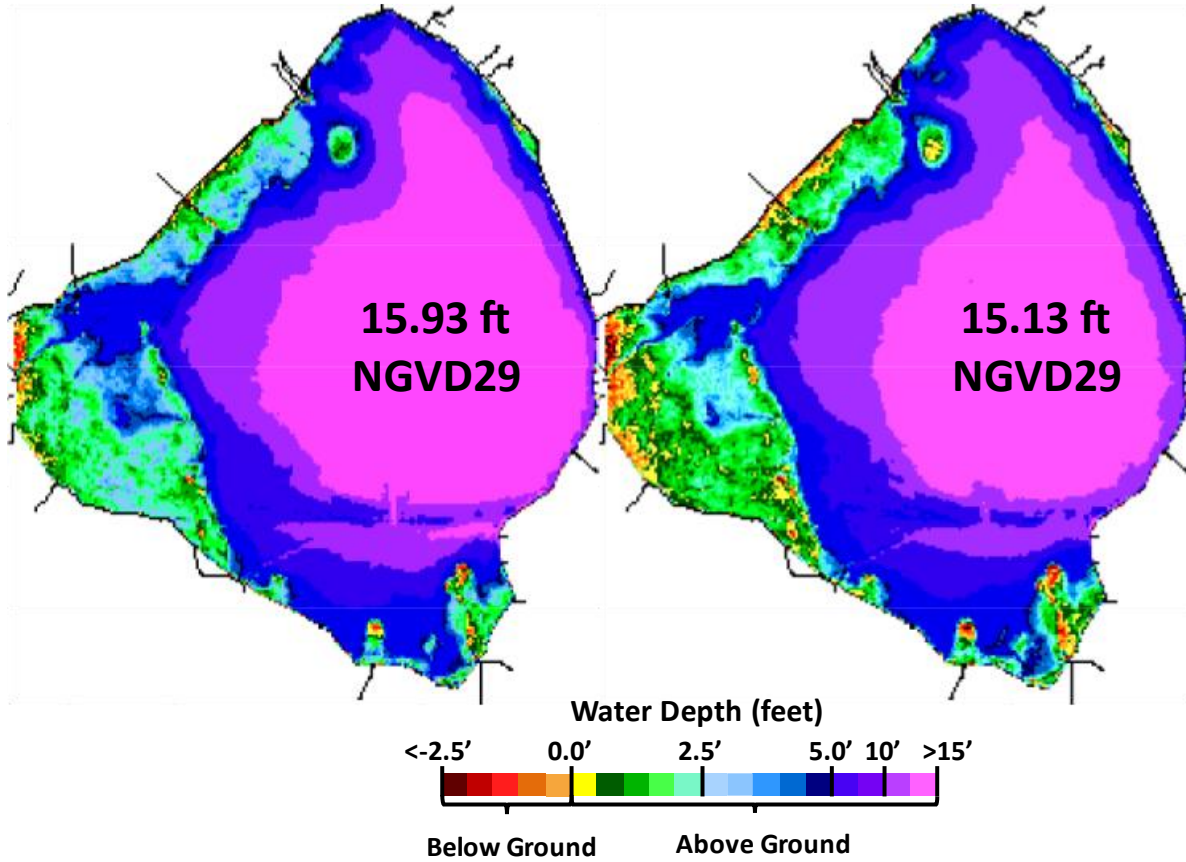 15.93 ft
NGVD29
15.13 ft
NGVD29
Water Depth (feet)
<-2.5’ 0.0’ 2.5’ 5.0’ 10’ >15’
Below Ground Above Ground